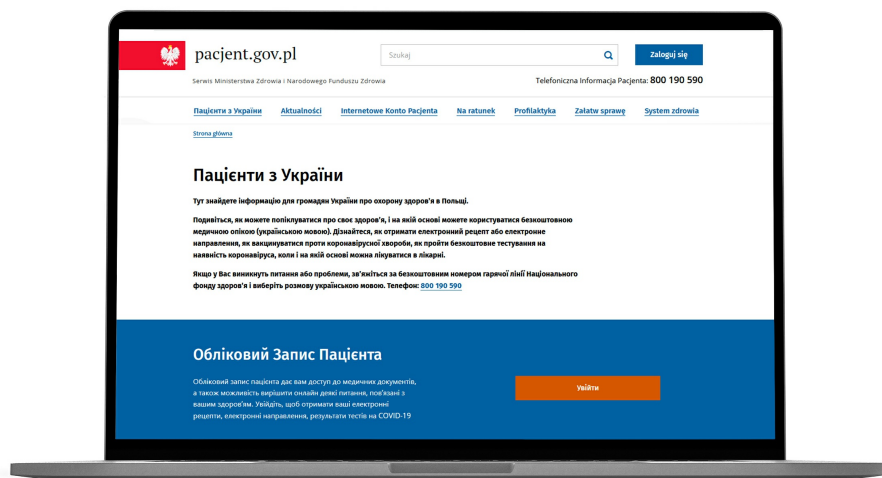 pacjent.gov.pl
Szukaj
Zaloguj się
Serwis Ministerstwa Zdrowia i Narodowego Funduszu Zdrowia
Telefoniczna Informacja Pacjenta: 800 190 590
Пацієнти з України Aktualności Internetowe Konto Pacjenta Na ratunek Profilaktyka Załatw sprawę System zdrowia
Strona główna
Пацієнти з України
Тут знайдете інформацію для громадян України про охорону здоров'я в Польщі.
Подивіться, як можете попіклуватися про своє здоров'я, і на якій основі можете користуватися безкоштовною
медичною опікою (українською мовою). Дізнайтеся, як отримати електронний рецепт або електронне
направлення, як вакцинуватися проти коронавірусної хвороби, як пройти безкоштовне тестування на
наявність коронавіруса, коли і на якій основі можна лікуватися в лікарні.
Якщо у Вас виникнуть питання або проблеми, зв'яжіться за безкоштовним номером гарячої лінії Національного
фонду здоров'я і виберіть розмову українською мовою. Телефон: 800 190 590
Обліковий Запис Пацієнта
Обліковий запис пацієнта дає вам доступ до медичних документів,
а також можливість вирішити онлайн деякі питання, пов'язані з
вашим здоров'ям. Увійдіть, щоб отримати ваші електронні
рецепти, електронні направлення, результати тестів на COVID-19
Увійти